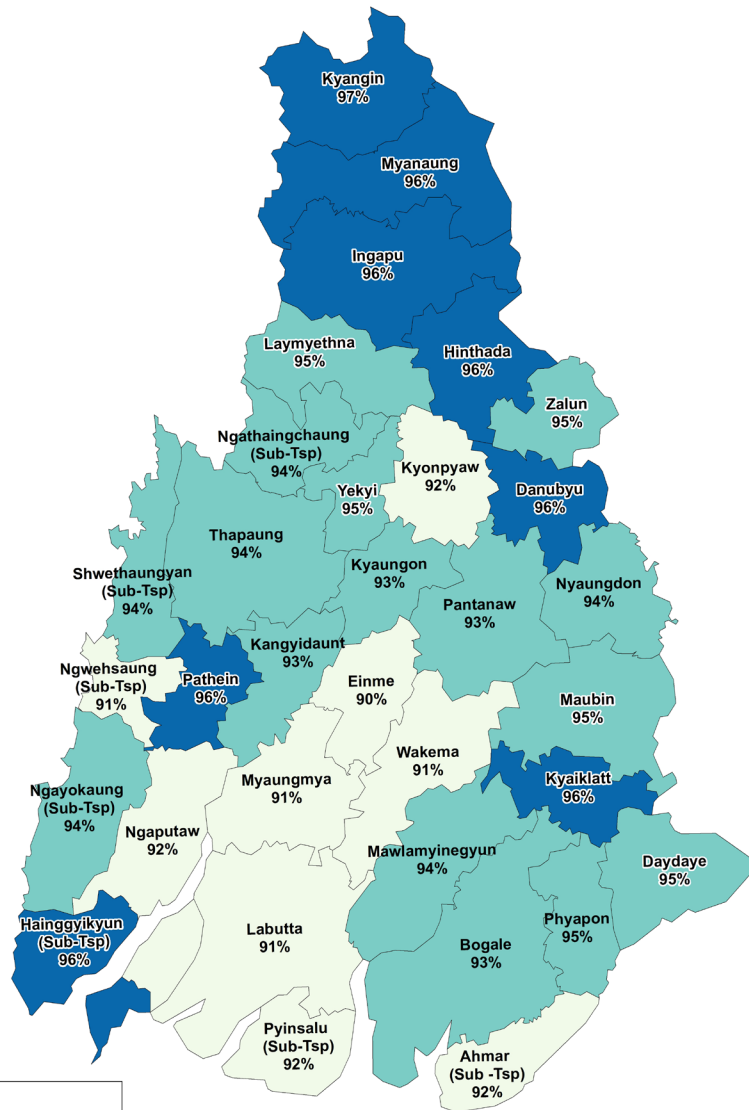 Kyangin
97%
Myanaung
96%
Ingapu
96%
Laymyethna
95%
Hinthada
96%
Zalun
95%
Ngathaingchaung
(Sub-Tsp)
94%
Kyonpyaw
92%
Yekyi
95%
Danubyu
96%
Thapaung
94%
Kyaungon
93%
Shwethaungyan
(Sub-Tsp)
94%
Nyaungdon
94%
Pantanaw
93%
Kangyidaunt
93%
Ngwehsaung
(Sub-Tsp)
91%
Pathein
96%
Einme
90%
Maubin
95%
Wakema
91%
Myaungmya
91%
Kyaiklatt
96%
Ngayokaung
(Sub-Tsp)
94%
Ngaputaw
92%
Mawlamyinegyun
94%
Daydaye
95%
Hainggyikyun
(Sub-Tsp)
96%
Labutta
91%
Phyapon
95%
Bogale
93%
Pyinsalu
(Sub-Tsp)
92%
Ahmar
(Sub -Tsp)
92%